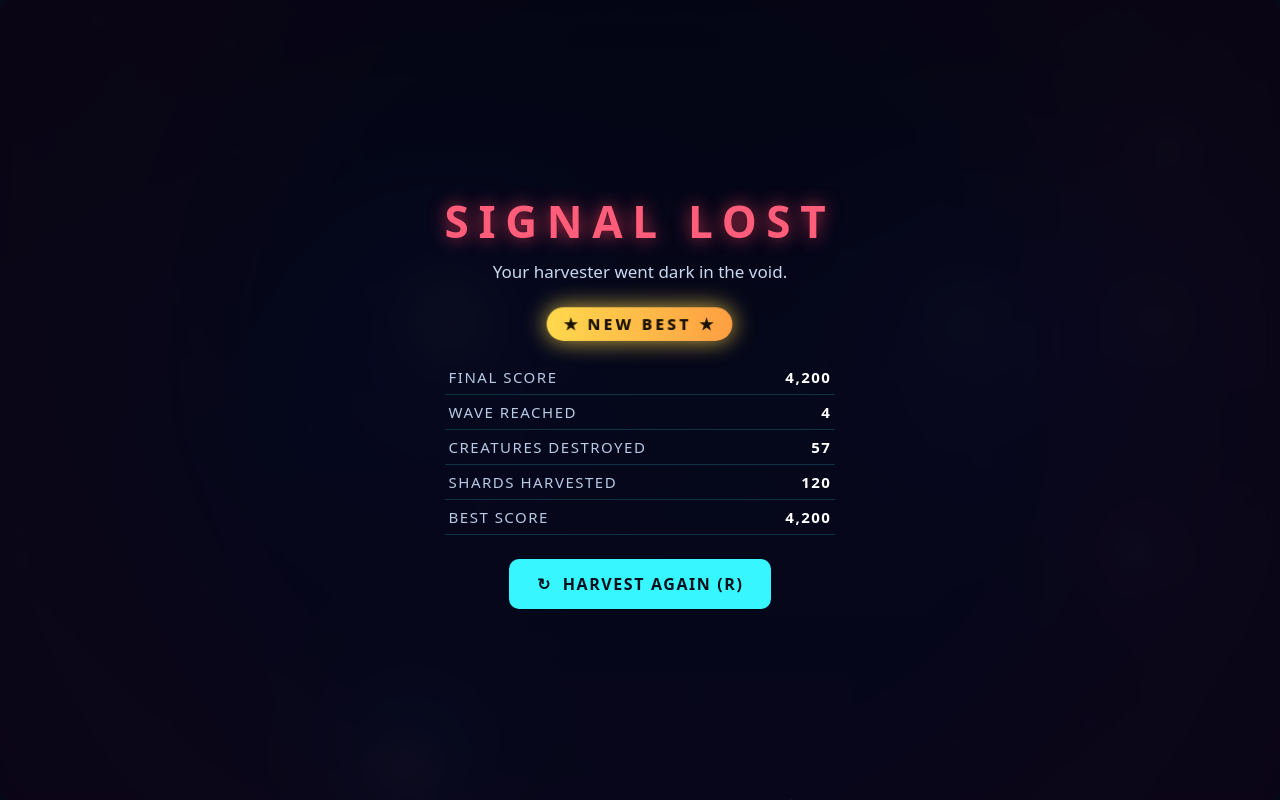 SIGNAL LOST
Your harvester went dark in the void.
★ NEW BEST ★
FINAL SCORE 4,200
WAVE REACHED 4
CREATURES DESTROYED 57
SHARDS HARVESTED 120
BEST SCORE 4,200
↻ HARVEST AGAIN (R)